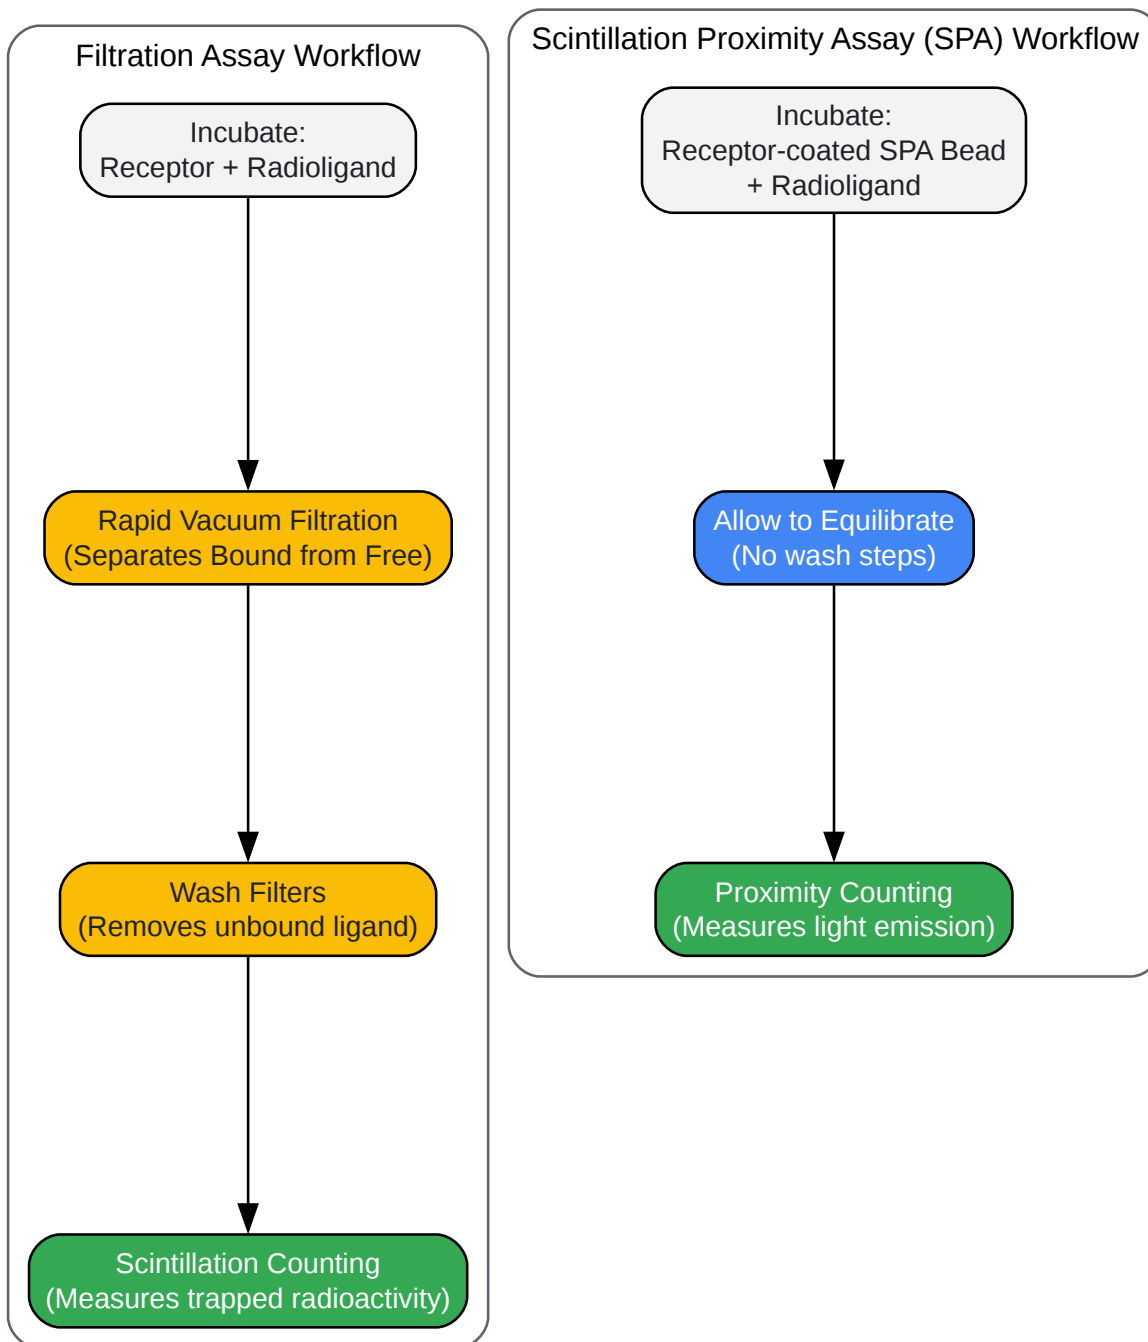 Filtration Assay Workflow
Incubate:
Receptor + Radioligand
Rapid Vacuum Filtration
(Separates Bound from Free)
Wash Filters
(Removes unbound ligand)
Scintillation Counting
(Measures trapped radioactivity)
Scintillation Proximity Assay (SPA) Workflow
Incubate:
Receptor-coated SPA Bead
+ Radioligand
Allow to Equilibrate
(No wash steps)
Proximity Counting
(Measures light emission)